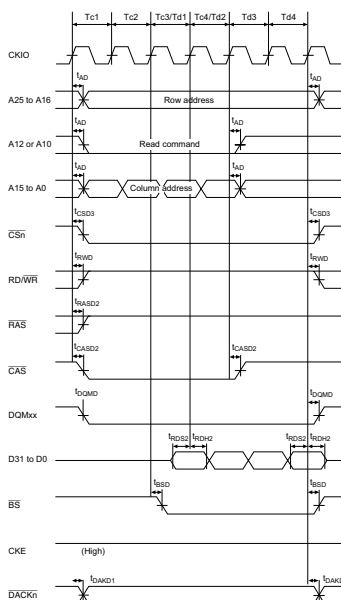 Tc1 Tc2 Tc3/Td1 Tc4/Td2 Td3 Td4
CKIO
tAD tAD
A25 to A16 Row address
tAD tAD
A12 or A10 Read command
tAD tAD
A15 to A0 Column address
tCSD3 tCSD3
CSn
tRWD tRWD
RD/WR
tRASD2
RAS
tCASD2 tCASD2
CAS
tDQMD tDQMD
DQMxx
tRDS2 tRDH2 tRDS2 tRDH2
D31 to D0
tBSD tBSD
BS
CKE (High)
tDAKD1 tDAKD
DACKn